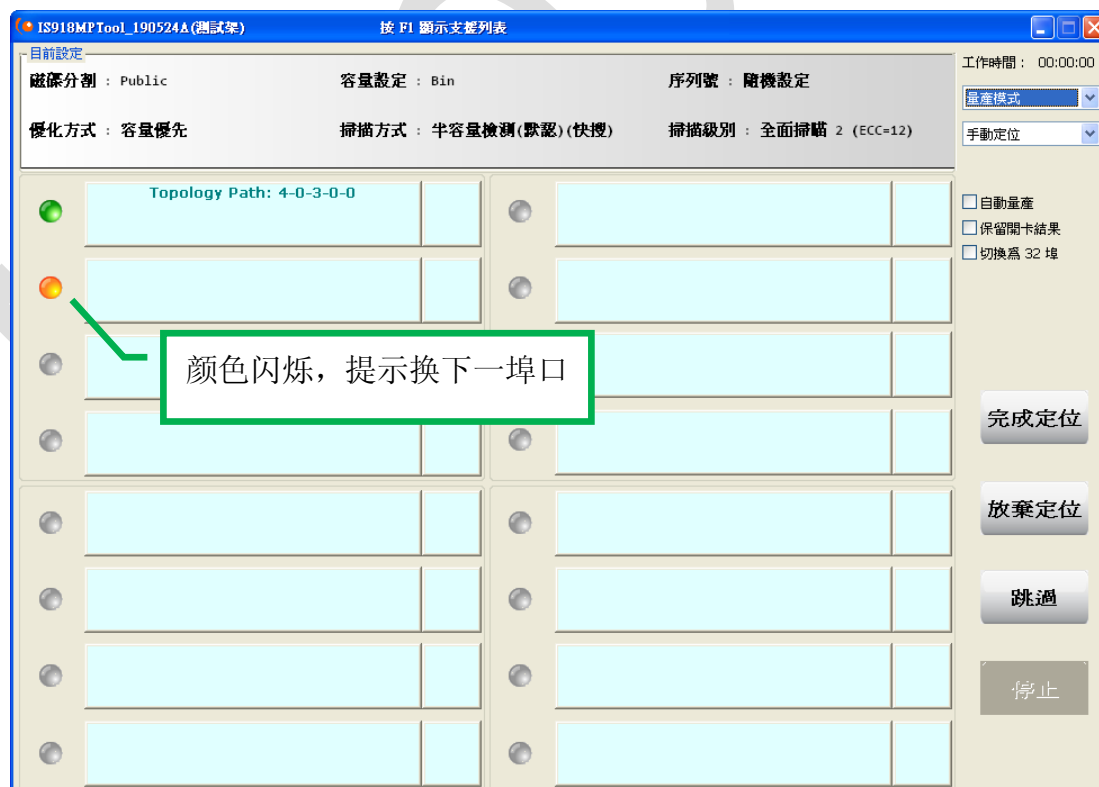 IS918MPTool_190524A(測試架) 按 F1 顯示支援列表
目前設定
磁碟分割 : Public 容量設定 : Bin 序列號 : 隨機設定
優化方式 : 容量優先 掃描方式 : 半容量檢測(默認)(快搜) 掃描級別 : 全面掃瞄 2 (ECC=12)
工作時間 : 00:00:00
量產模式
手動定位
自動量產
保留開卡結果
切換爲 32 埠
Topology Path: 4-0-3-0-0
颜色闪烁，提示换下一埠口
完成定位
放棄定位
跳過
停止